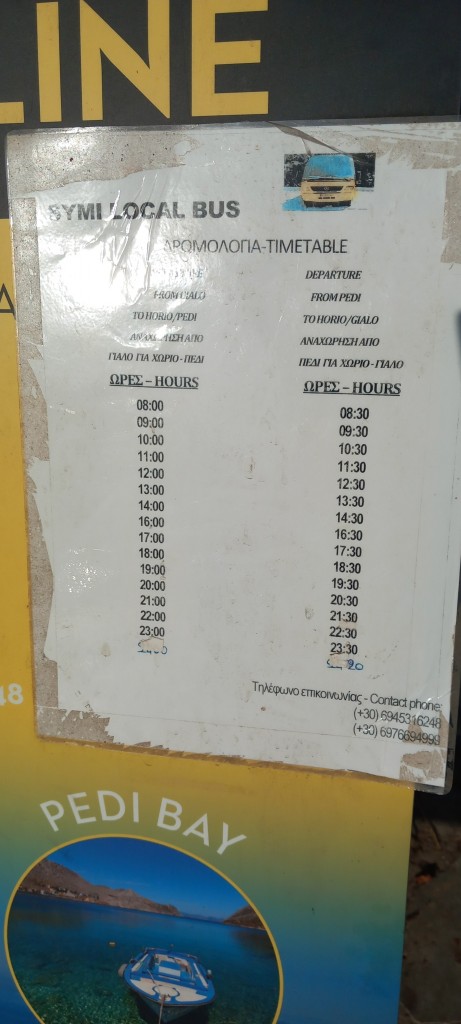 LINE
SYMI LOCAL BUS
ΔΡΟΜΟΛΟΓΙΑ-TIMETABLE
FROM GIALO
TO HORIO/PEDI
ΑΝΑΧΩΡΗΣΗ ΑΠΟ
ΓΙΑΛΟ ΓΙΑ ΧΩΡΙΟ - ΠΕΔΙ
ΩΡΕΣ – HOURS
08:00
09:00
10:00
11:00
12:00
13:00
14:00
16:00
17:00
18:00
19:00
20:00
21:00
22:00
23:00
DEPARTURE
FROM PEDI
TO HORIO/GIALO
ΑΝΑΧΩΡΗΣΗ ΑΠΟ
ΠΕΔΙ ΓΙΑ ΧΩΡΙΟ - ΓΙΑΛΟ
ΩΡΕΣ – HOURS
08:30
09:30
10:30
11:30
12:30
13:30
14:30
16:30
17:30
18:30
19:30
20:30
21:30
22:30
23:30
Τηλέφωνο επικοινωνίας - Contact phone:
(+30) 6945316248
(+30) 6976694999
48
PEDI BAY